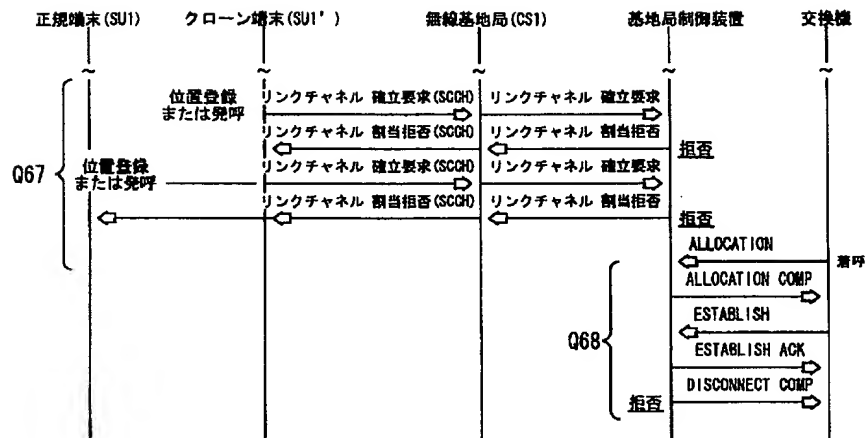 正規端末(SU1) クローン端末(SU1') 無線基地局(CS1) 基地局制御装置 交換機
位置登録
または発呼
リンクチャネル 確立要求(SCCH) リンクチャネル 確立要求
リンクチャネル 割当拒否(SCCH) リンクチャネル 割当拒否
拒否
Q67
位置登録
または発呼
リンクチャネル 確立要求(SCCH) リンクチャネル 確立要求
リンクチャネル 割当拒否(SCCH) リンクチャネル 割当拒否
拒否
ALLOCATION
着呼
ALLOCATION COMP
ESTABLISH
Q68
ESTABLISH ACK
DISCONNECT COMP
拒否